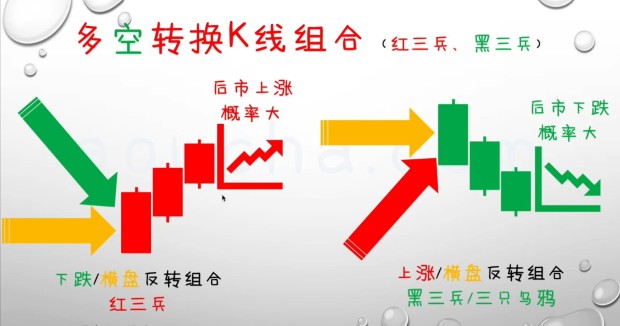 多空转换K线组合（红三兵、黑三兵）
后市上涨
概率大
后市下跌
概率大
下跌/横盘反转组合
红三兵
上涨/横盘反转组合
黑三兵/三只乌鸦